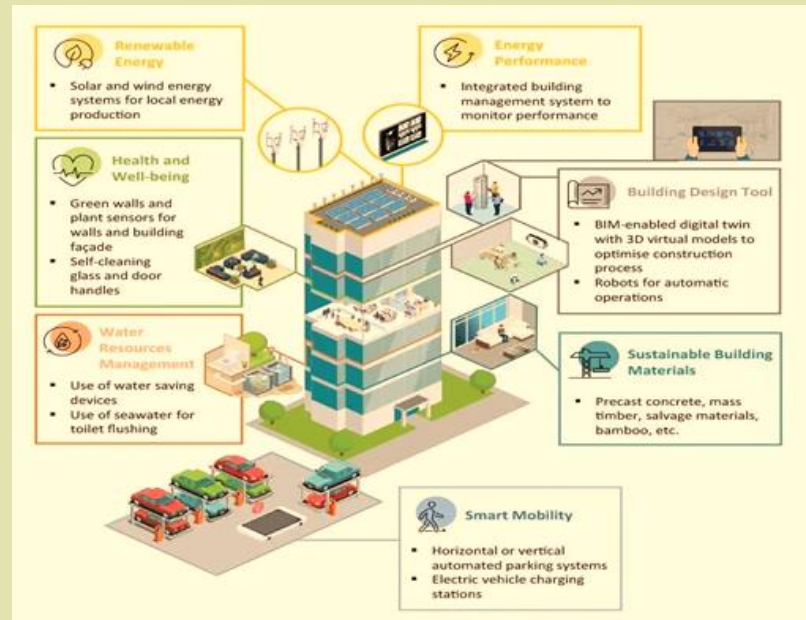 Renewable
Energy
▪ Solar and wind energy
systems for local energy
production
Energy
Performance
▪ Integrated building
management system to
monitor performance
Health and
Well-being
▪ Green walls and
plant sensors for
walls and building
façade
▪ Self-cleaning
glass and door
handles
Building Design Tool
▪ BIM-enabled digital twin
with 3D virtual models to
optimise construction
process
▪ Robots for automatic
operations
Water
Resources
Management
▪ Use of water saving
devices
▪ Use of seawater for
toilet flushing
Sustainable Building
Materials
▪ Precast concrete, mass
timber, salvage materials,
bamboo, etc.
Smart Mobility
▪ Horizontal or vertical
automated parking systems
▪ Electric vehicle charging
stations